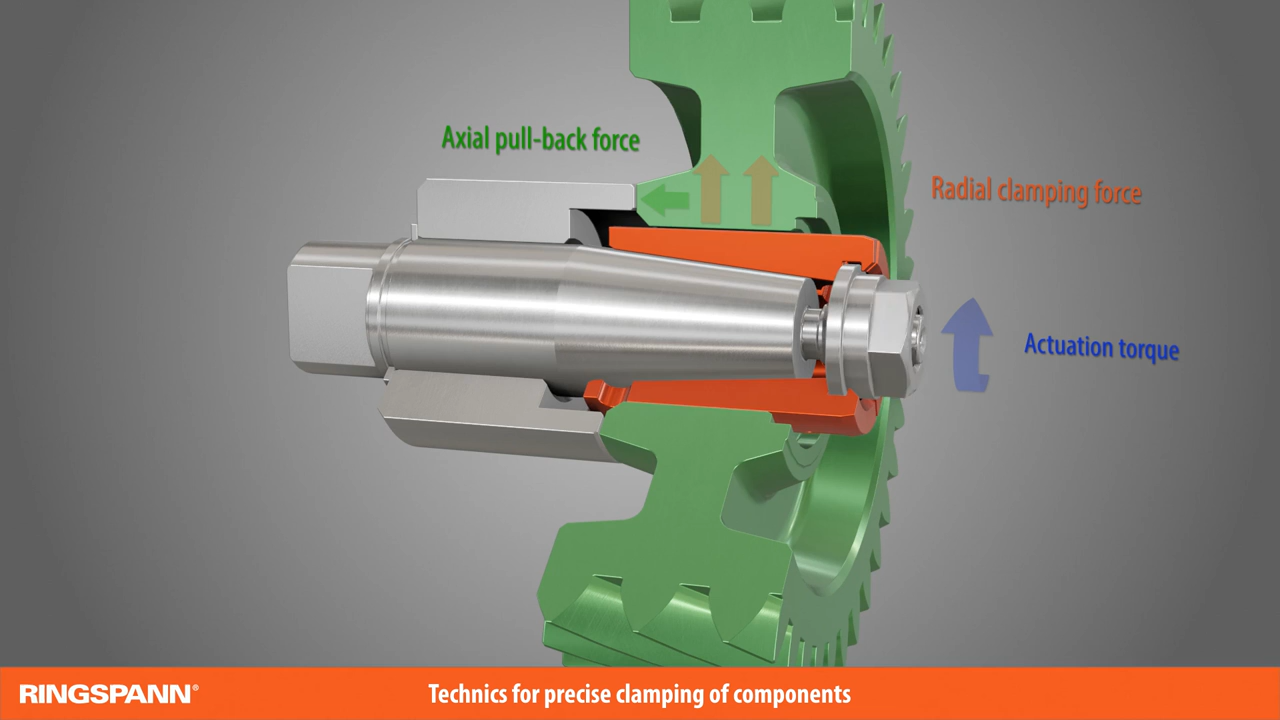 Axial pull-back force
Radial clamping force
Actuation torque
RINGSPANN®
Technics for precise clamping of components